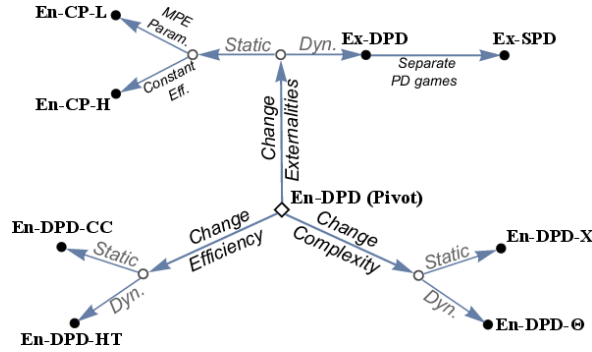 En-CP-L
MPE
Param.
Static
Dyn.
Ex-DPD
Ex-SPD
Separate
PD games
En-CP-H
Constant
Eff.
Change
Externalities
En-DPD (Pivot)
En-DPD-CC
Static
Change
Efficiency
Dyn.
En-DPD-HT
Change
Complexity
Static
En-DPD-X
Dyn.
En-DPD-Θ